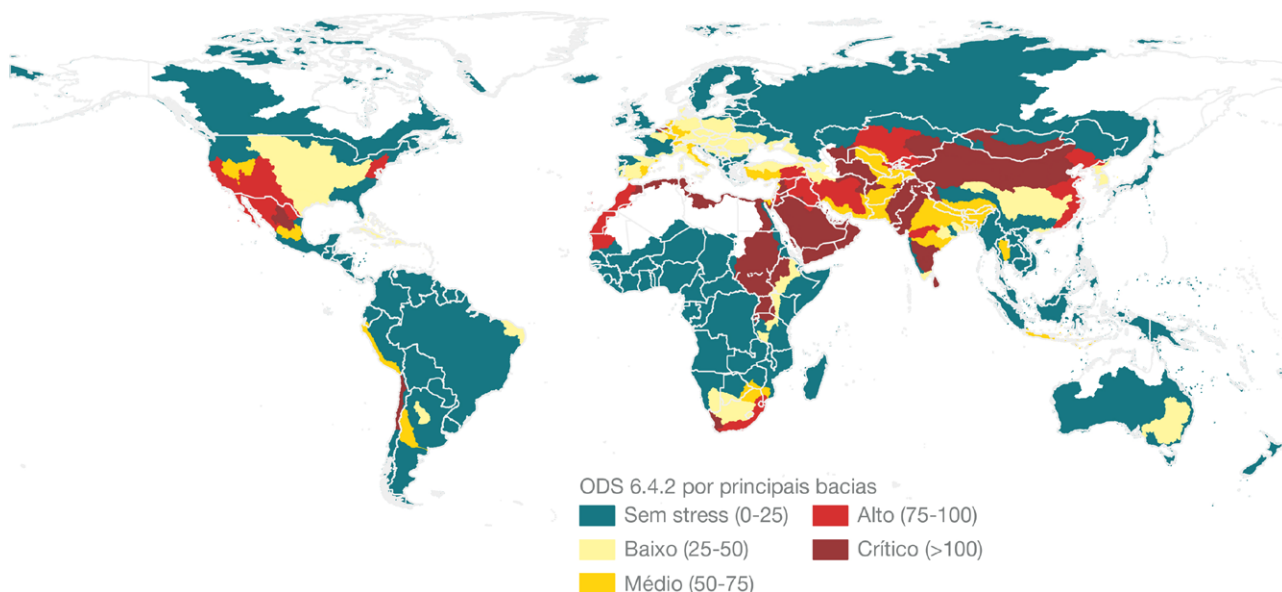 ODS 6.4.2 por principais bacias
Sem stress (0-25)
Alto (75-100)
Baixo (25-50)
Crítico (>100)
Médio (50-75)